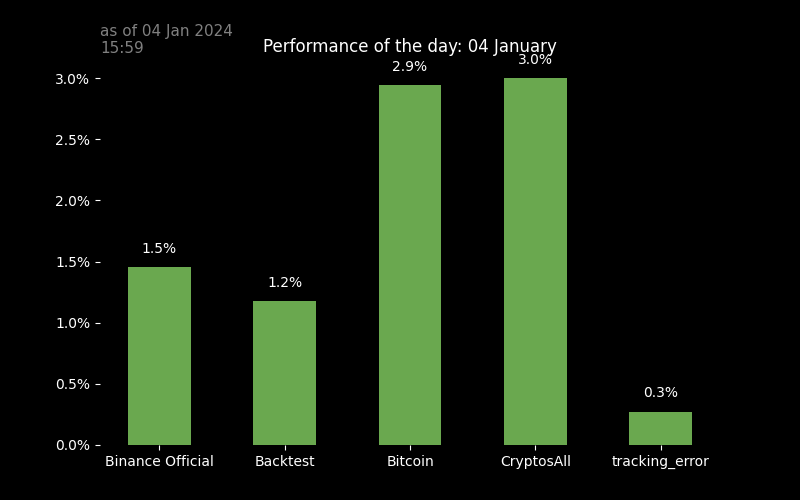 as of 04 Jan 2024
15:59
Performance of the day: 04 January
3.0%
2.5%
2.0%
1.5%
1.0%
0.5%
0.0%
1.5%
1.2%
2.9%
3.0%
0.3%
Binance Official
Backtest
Bitcoin
CryptosAll
tracking_error